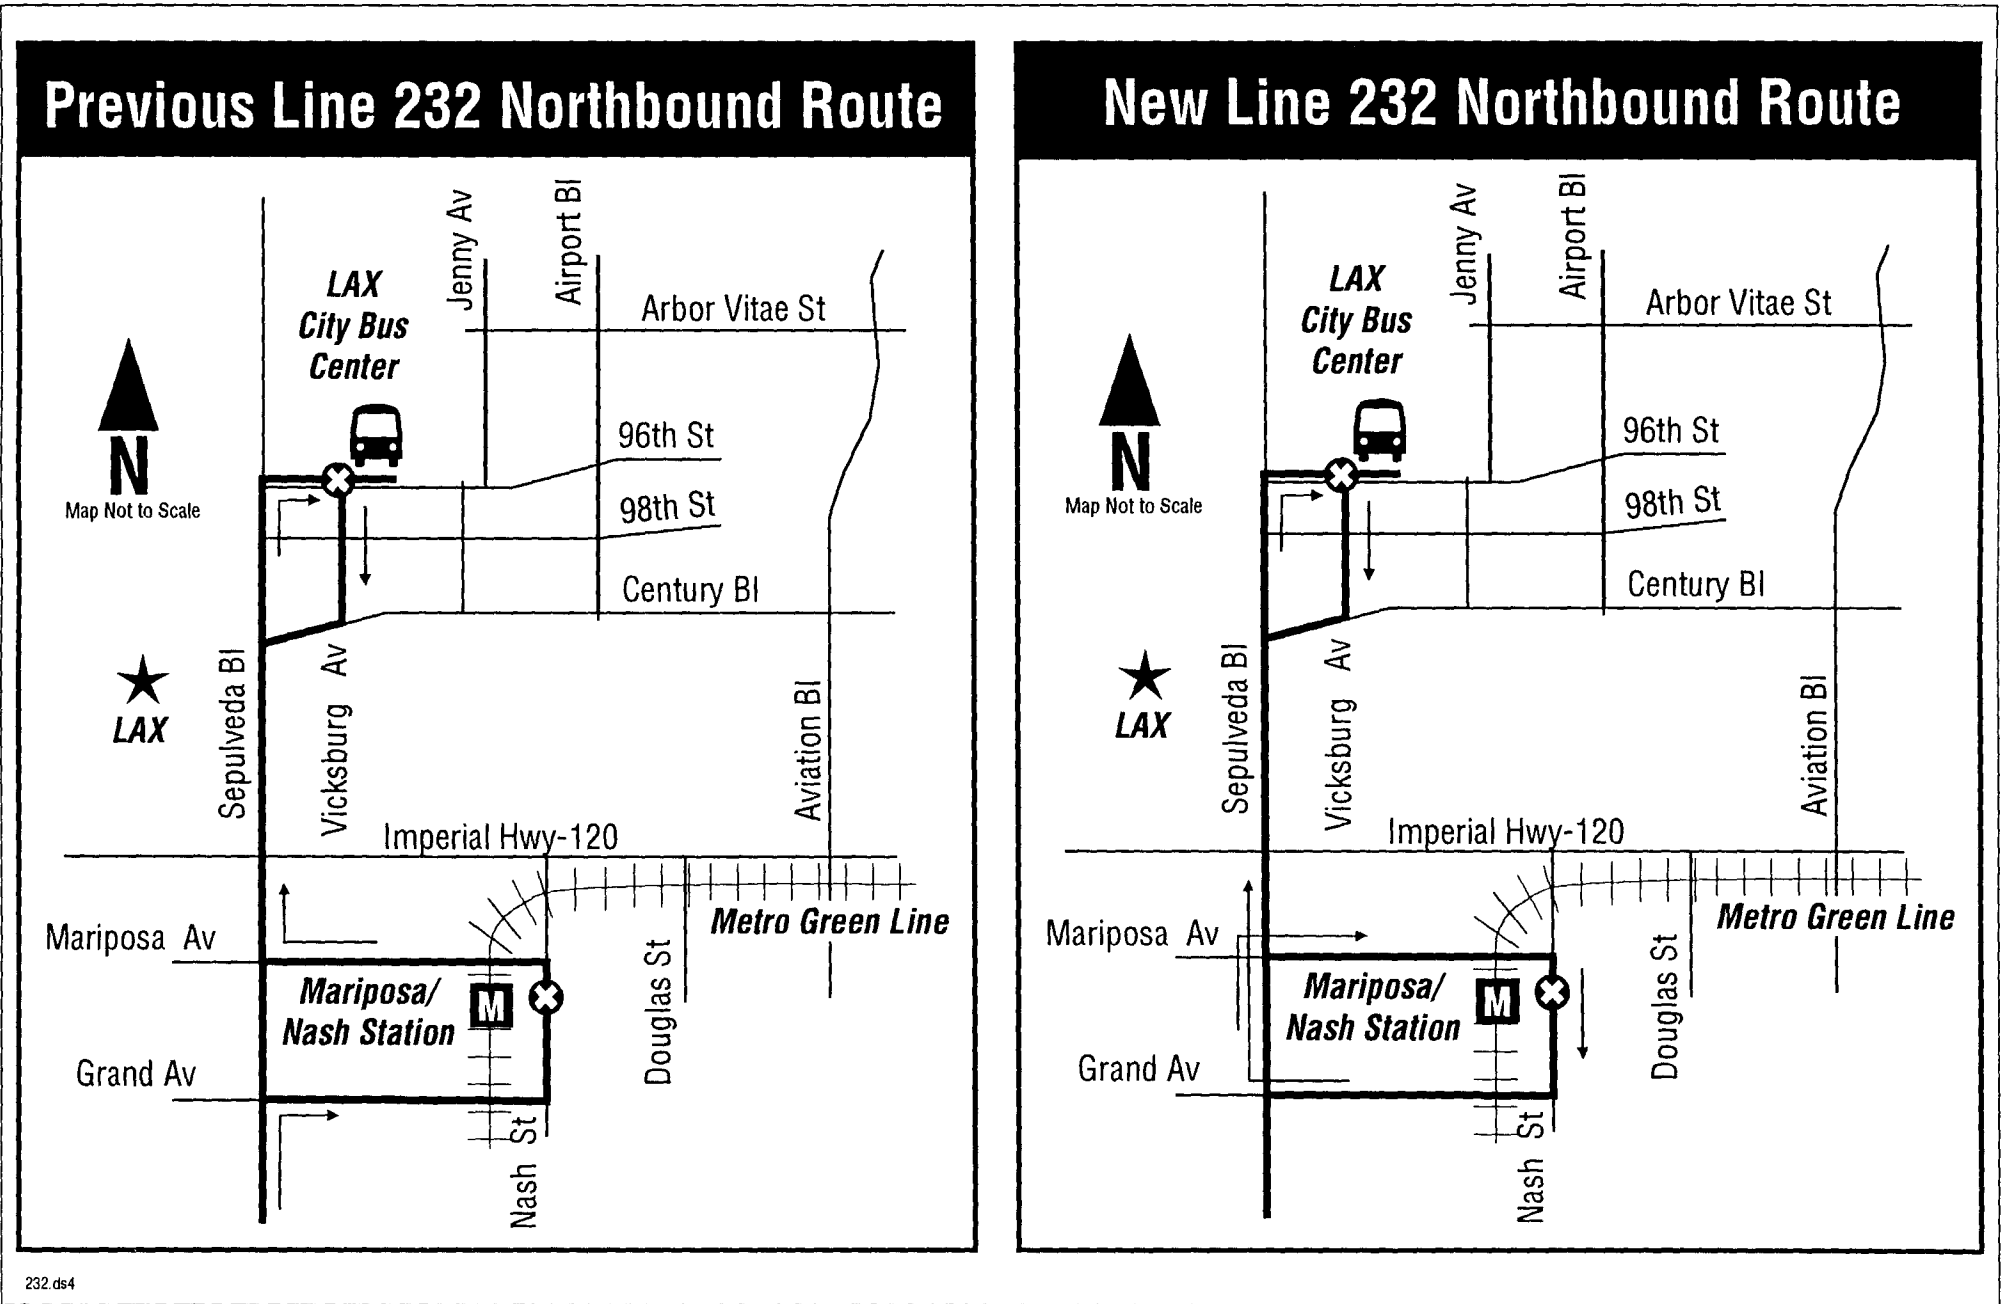 Previous Line 232 Northbound Route
Jenny Av
Airport Bl
LAX
City Bus
Center
Arbor Vitae St
96th St
N
Map Not to Scale
98th St
Century Bl
Sepulveda Bl
Vicksburg Av
LAX
Aviation Bl
Imperial Hwy-120
Metro Green Line
Mariposa Av
Mariposa/
Nash Station
M
Douglas St
Grand Av
Nash St
New Line 232 Northbound Route
Jenny Av
Airport Bl
LAX
City Bus
Center
Arbor Vitae St
96th St
N
Map Not to Scale
98th St
Century Bl
Sepulveda Bl
Vicksburg Av
LAX
Aviation Bl
Imperial Hwy-120
Metro Green Line
Mariposa Av
Mariposa/
Nash Station
M
Douglas St
Grand Av
Nash St
232.ds4